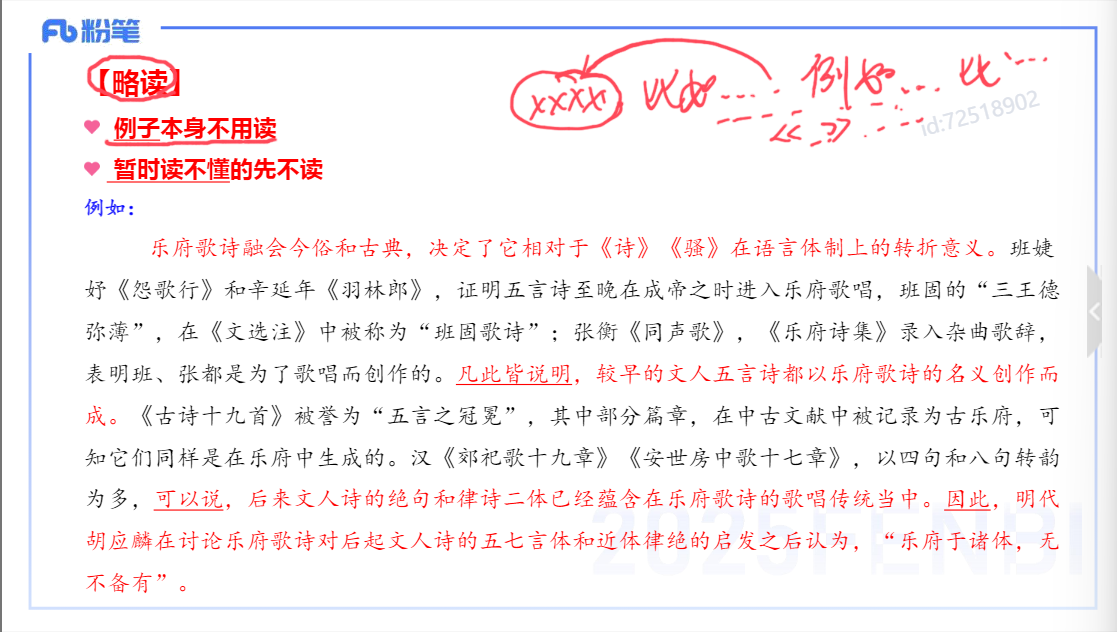 粉笔
【略读】
xxxx 比如…… 例如…… 比……
《》
id:72518902
例子本身不用读
暂时读不懂的先不读
例如：
乐府歌诗融会今俗和古典，决定了它相对于《诗》《骚》在语言体制上的转折意义。班婕
妤《怨歌行》和辛延年《羽林郎》，证明五言诗至晚在成帝之时进入乐府歌唱，班固的“三王德
弥薄”，在《文选注》中被称为“班固歌诗”；张衡《同声歌》，《乐府诗集》录入杂曲歌辞，
表明班、张都是为了歌唱而创作的。凡此皆说明，较早的文人五言诗都以乐府歌诗的名义创作而
成。《古诗十九首》被誉为“五言之冠冕”，其中部分篇章，在中古文献中被记录为古乐府，可
知它们同样是在乐府中生成的。汉《郊祀歌十九章》《安世房中歌十七章》，以四句和八句转韵
为多，可以说，后来文人诗的绝句和律诗二体已经蕴含在乐府歌诗的歌唱传统当中。因此，明代
胡应麟在讨论乐府歌诗对后起文人诗的五七言体和近体律绝的启发之后认为，“乐府于诸体，无
不备有”。
2025FENBI